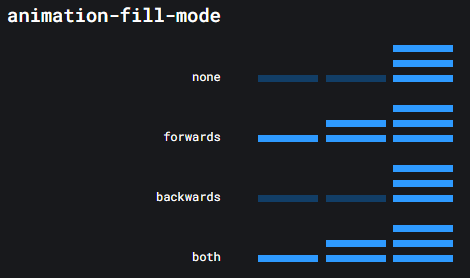 animation-fill-mode
none
forwards
backwards
both